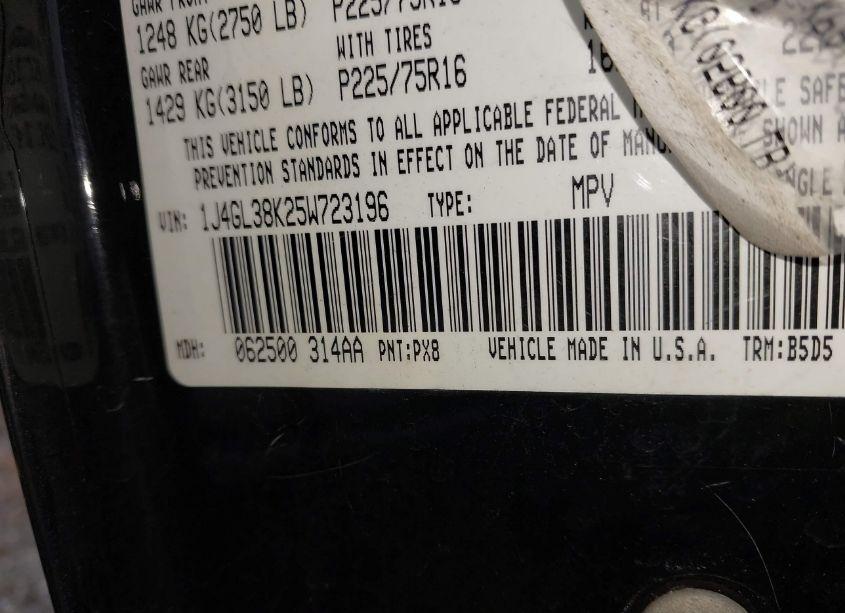 GAWR FRONT
1248 KG(2750 LB) P225/75R16
WITH TIRES
GAWR REAR
1429 KG(3150 LB) P225/75R16
THIS VEHICLE CONFORMS TO ALL APPLICABLE FEDERAL
PREVENTION STANDARDS IN EFFECT ON THE DATE OF
VIN: 1J4GL38K25W723196 TYPE: MPV
MDH: 062500 314AA PNT:PX8 VEHICLE MADE IN U.S.A. TRM:B5D5